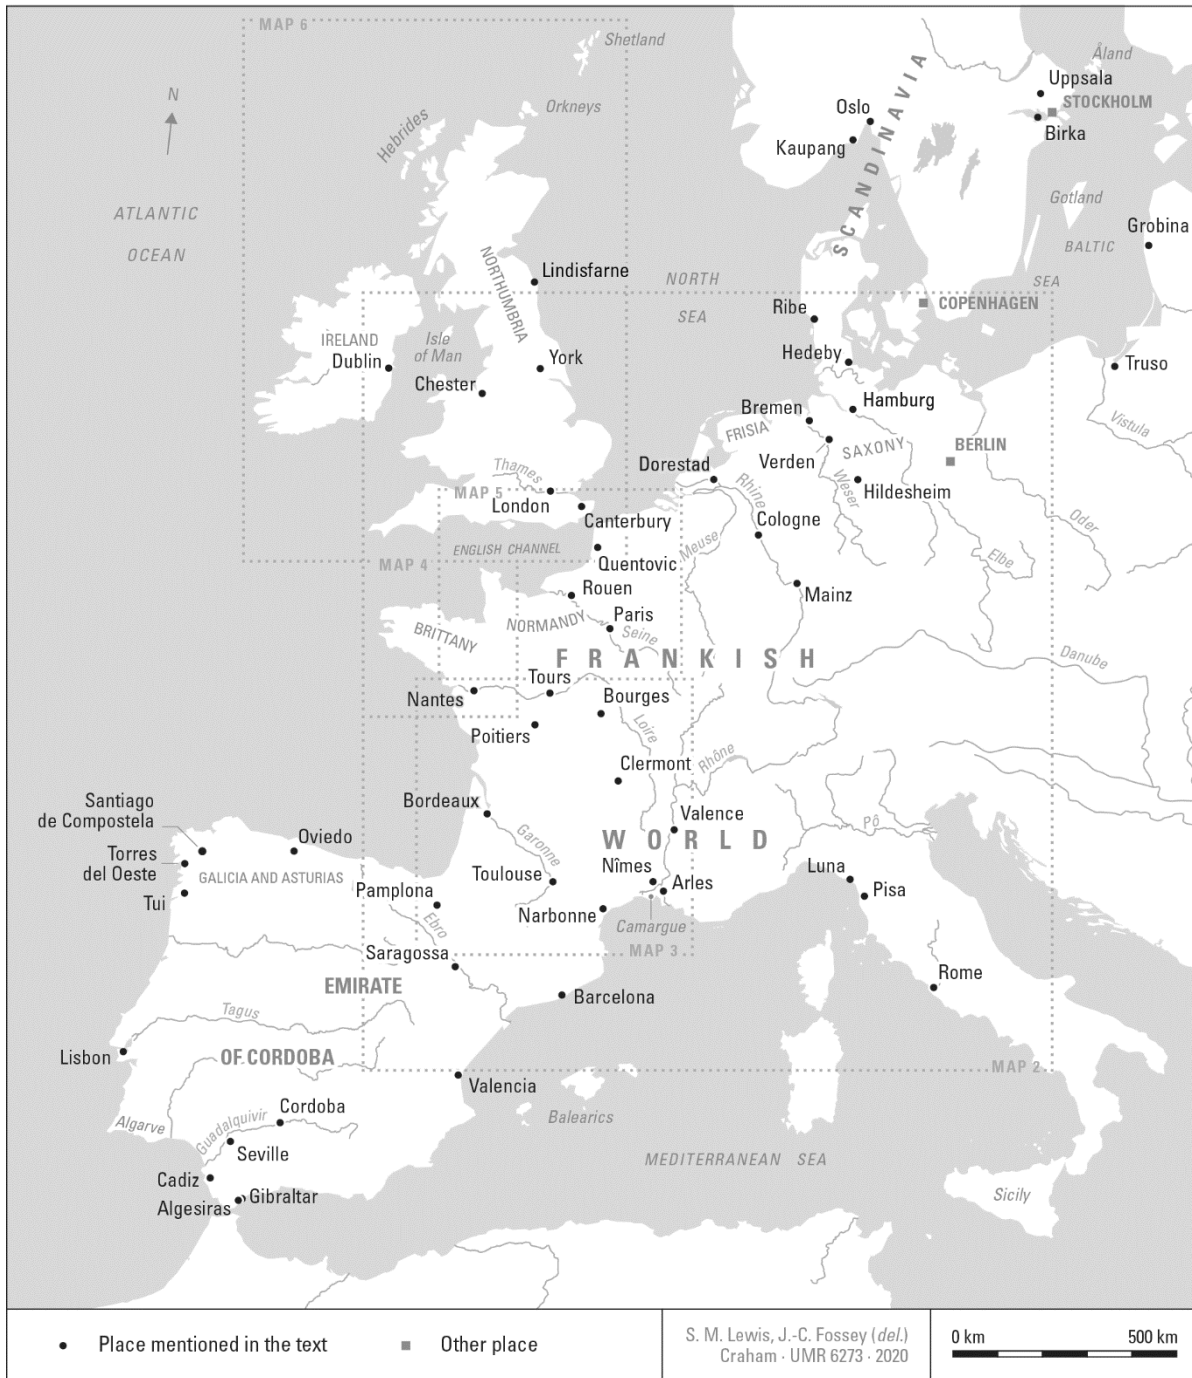 MAP 6
Shetland
Åland
Uppsala
N
STOCKHOLM
Orkneys
Oslo
Birka
Hebrides
Kaupang
SCANDINAVIA
Gotland
ATLANTIC
OCEAN
Grobina
BALTIC
SEA
NORTHUMBRIA
Lindisfarne
NORTH
SEA
COPENHAGEN
Ribe
IRELAND
Isle
of Man
Dublin
York
Hedeby
Truso
Chester
Hamburg
Bremen
FRISIA
Vistula
SAXONY
BERLIN
Verden
Thames
Dorestad
MAP 5
Rhine
Weser
Hildesheim
London
Canterbury
Cologne
Oder
ENGLISH CHANNEL
Meuse
Elbe
MAP 4
Quentovic
Rouen
Mainz
Paris
NORMANDY
BRITTANY
Seine
FRANKISH
Danube
Tours
Nantes
Bourges
Poitiers
Loire
Rhône
Clermont
Bordeaux
Santiago
de Compostela
Valence
Pô
Oviedo
WORLD
Garonne
Torres
del Oeste
Nîmes
Luna
Toulouse
GALICIA AND ASTURIAS
Arles
Pamplona
Pisa
Tui
Narbonne
Ebro
Camargue
Saragossa
MAP 3
Rome
EMIRATE
Barcelona
Tagus
Lisbon
OF CORDOBA
MAP 2
Valencia
Cordoba
Balearics
Algarve
Guadalquivir
Seville
MEDITERRANEAN SEA
Cadiz
Gibraltar
Sicily
Algesiras
Place mentioned in the text
Other place
S. M. Lewis, J.-C. Fossey (del.)
Craham · UMR 6273 · 2020
0 km 500 km